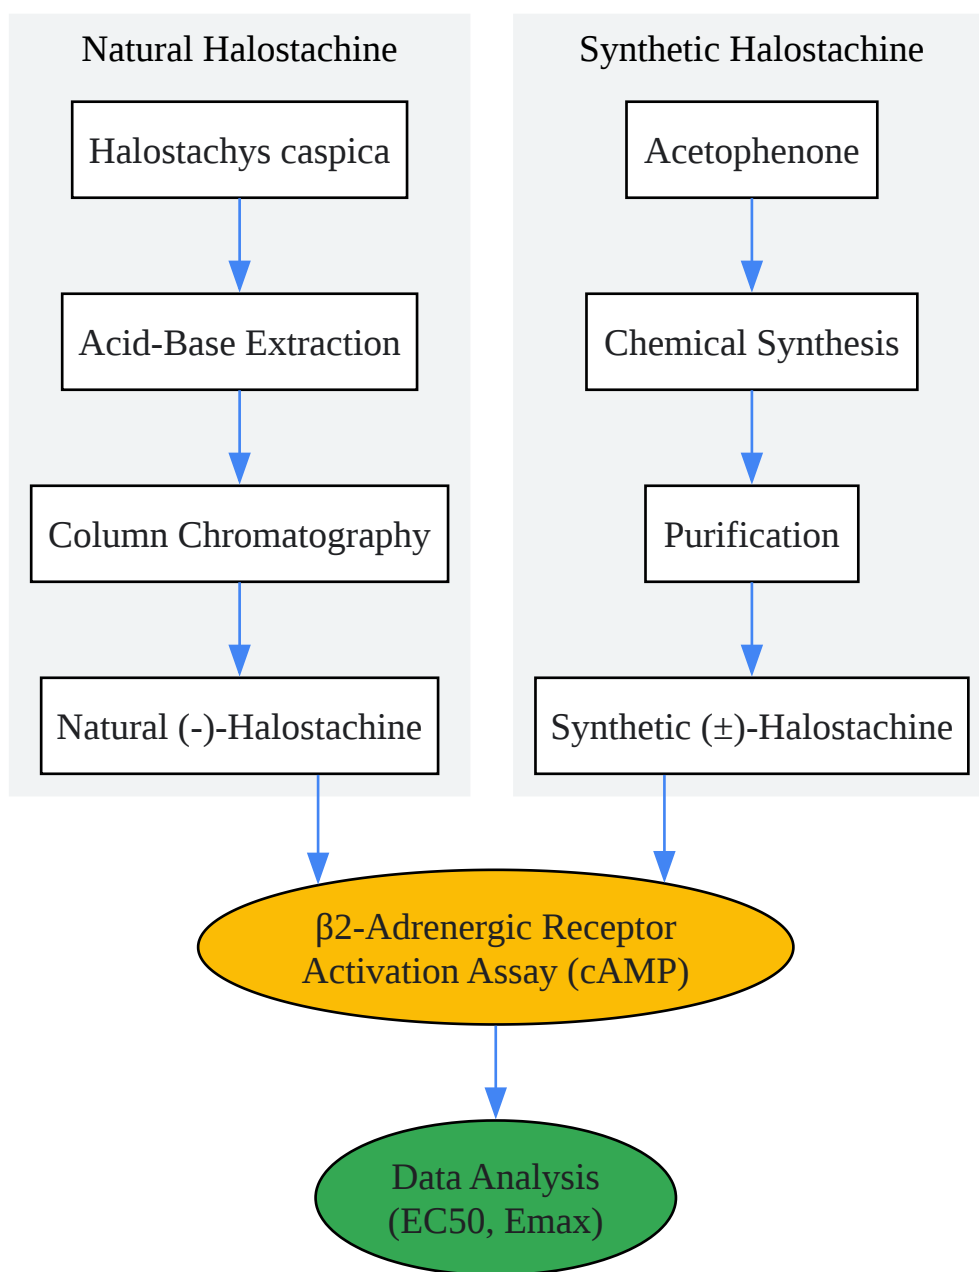 Natural Halostachine
Halostachys caspica
Acid-Base Extraction
Column Chromatography
Natural (-)-Halostachine
Synthetic Halostachine
Acetophenone
Chemical Synthesis
Purification
Synthetic (±)-Halostachine
β2-Adrenergic Receptor
Activation Assay (cAMP)
Data Analysis
(EC50, Emax)